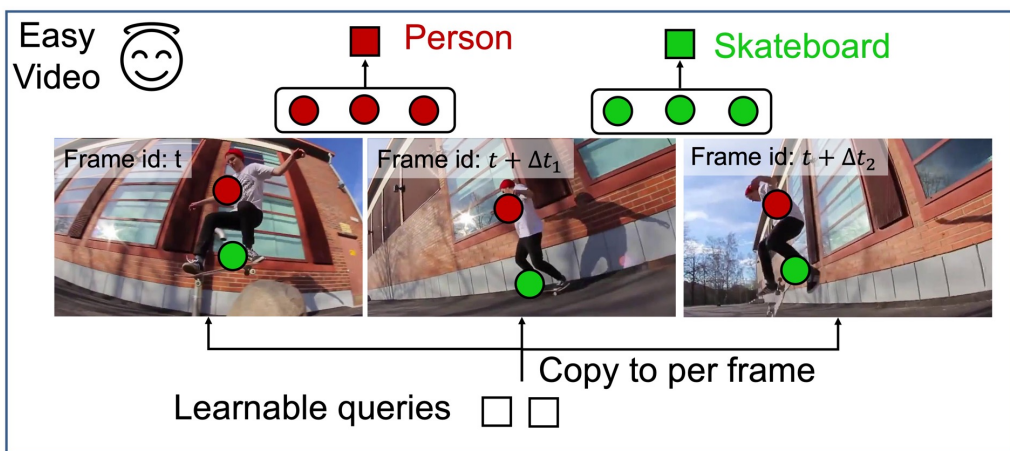 Easy
Video
Person
Skateboard
Frame id: t
Frame id: t + Δt₁
Frame id: t + Δt₂
Copy to per frame
Learnable queries